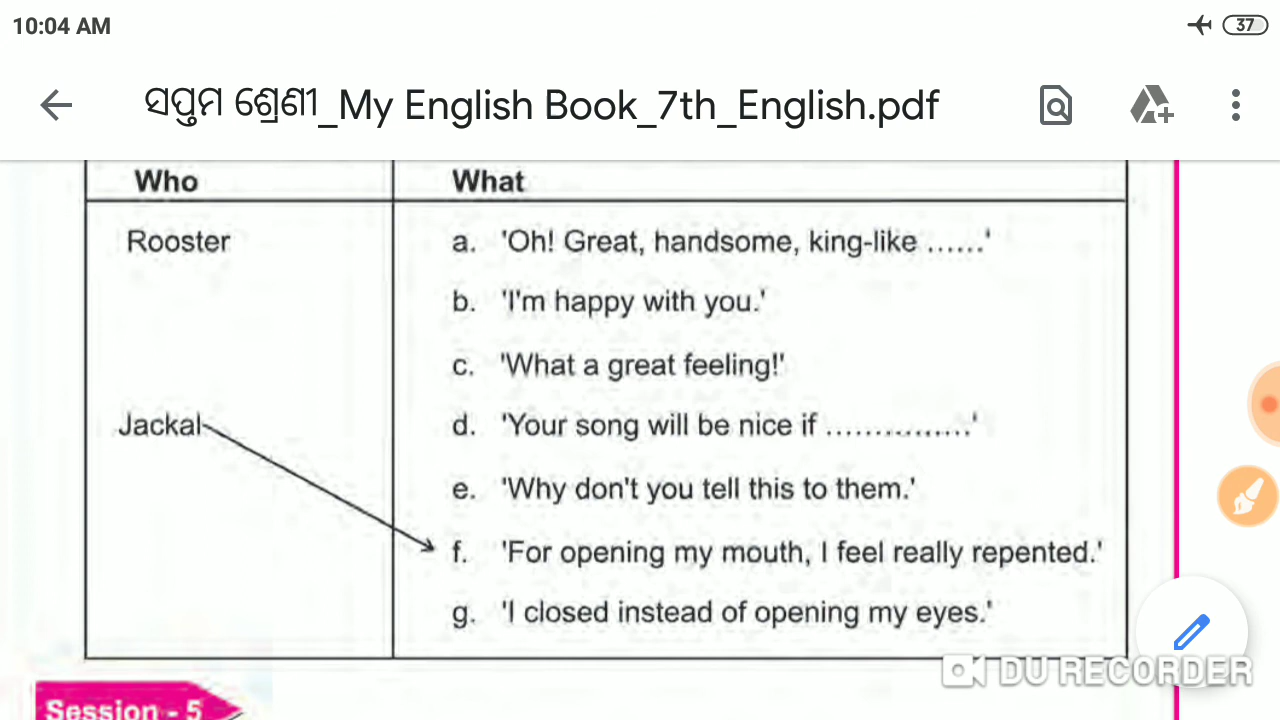 10:04 AM
37
ସପ୍ତମ ଶ୍ରେଣୀ_My English Book_7th_English.pdf
Who What
Rooster a. 'Oh! Great, handsome, king-like ......'
b. 'I'm happy with you.'
c. 'What a great feeling!'
Jackal d. 'Your song will be nice if ...............'
e. 'Why don't you tell this to them.'
f. 'For opening my mouth, I feel really repented.'
g. 'I closed instead of opening my eyes.'
DU RECORDER
Session - 5